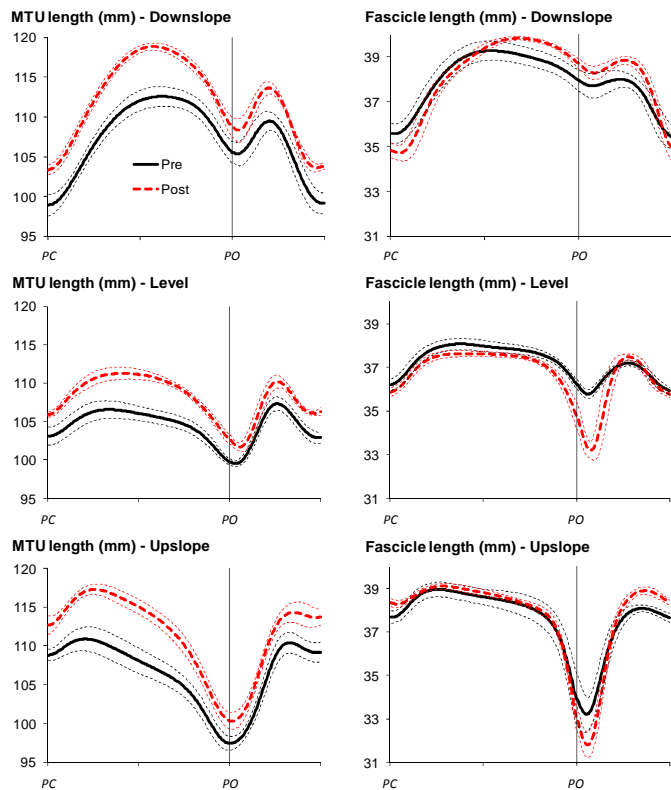 MTU length (mm) - Downslope
120
115
110
105
100
95
Pre
Post
PC
PO
Fascicle length (mm) - Downslope
39
37
35
33
31
PC
PO
MTU length (mm) - Level
120
115
110
105
100
95
PC
PO
Fascicle length (mm) - Level
39
37
35
33
31
PC
PO
MTU length (mm) - Upslope
120
115
110
105
100
95
PC
PO
Fascicle length (mm) - Upslope
39
37
35
33
31
PC
PO